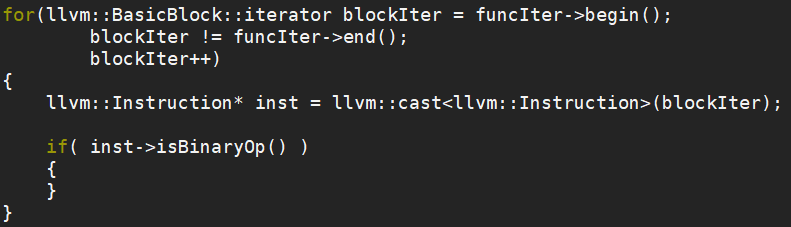 for(llvm::BasicBlock::iterator blockIter = funcIter->begin();
        blockIter != funcIter->end();
        blockIter++)
{
    llvm::Instruction* inst = llvm::cast<llvm::Instruction>(blockIter);

    if( inst->isBinaryOp() )
    {
    }
}